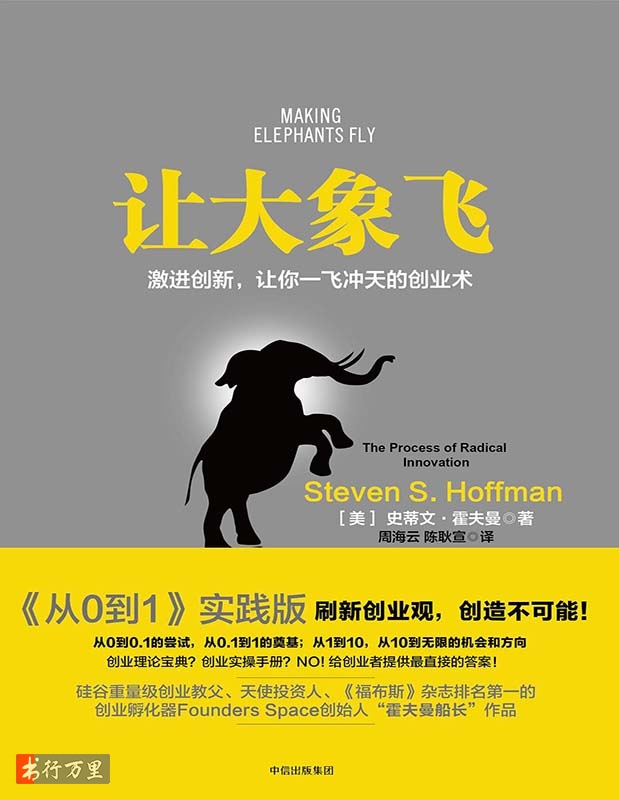 MAKING
ELEPHANTS FLY
让大象飞
激进创新，让你一飞冲天的创业术
The Process of Radical
Innovation
Steven S. Hoffman
［美］史蒂文·霍夫曼◎著
周海云 陈耿宣◎译
《从0到1》实践版 刷新创业观，创造不可能！
从0到0.1的尝试，从0.1到1的奠基；从1到10，从10到无限的机会和方向
创业理论宝典？创业实操手册？NO！给创业者提供最直接的答案！
硅谷重量级创业教父、天使投资人、《福布斯》杂志排名第一的
创业孵化器Founders Space创始人“霍夫曼船长”作品
书行万里
中信出版集团